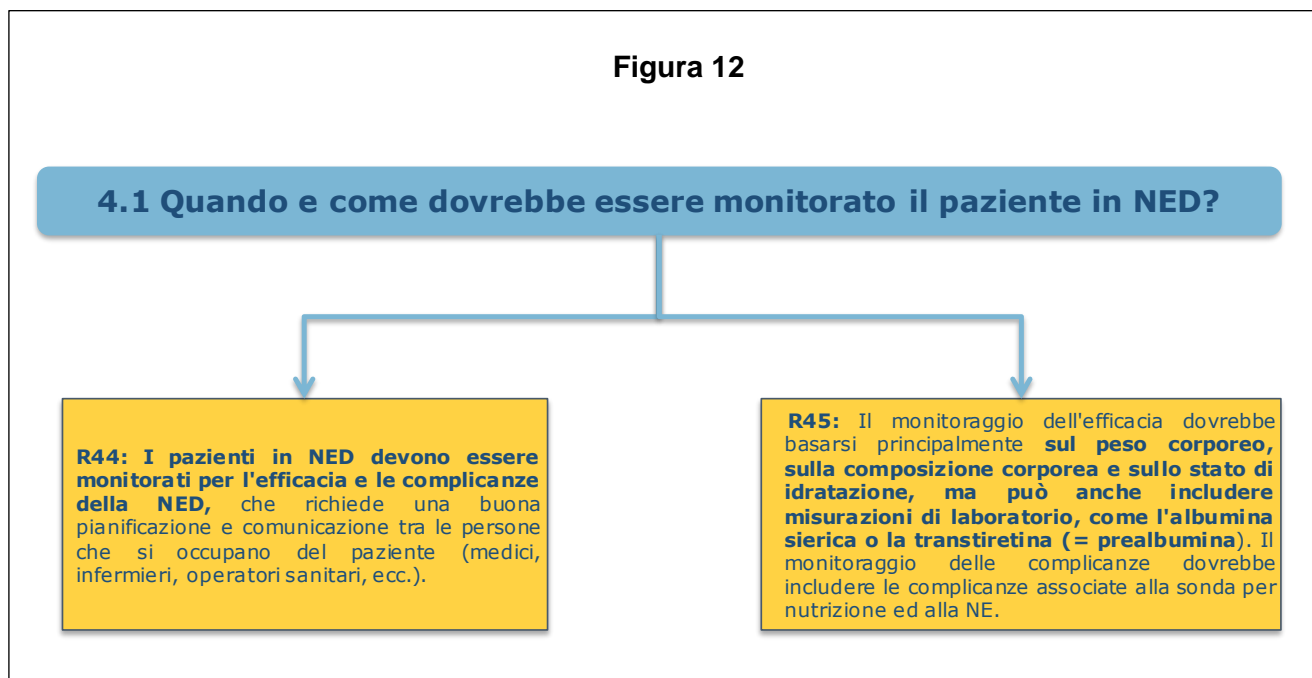 Figura 12
4.1 Quando e come dovrebbe essere monitorato il paziente in NED?
R44: I pazienti in NED devono essere
monitorati per l'efficacia e le complicanze
della NED, che richiede una buona
pianificazione e comunicazione tra le persone
che si occupano del paziente (medici,
infermieri, operatori sanitari, ecc.).
R45: Il monitoraggio dell'efficacia dovrebbe
basarsi principalmente sul peso corporeo,
sulla composizione corporea e sullo stato di
idratazione, ma può anche includere
misurazioni di laboratorio, come l'albumina
sierica o la transtiretina (= prealbumina). Il
monitoraggio delle complicanze dovrebbe
includere le complicanze associate alla sonda per
nutrizione ed alla NE.